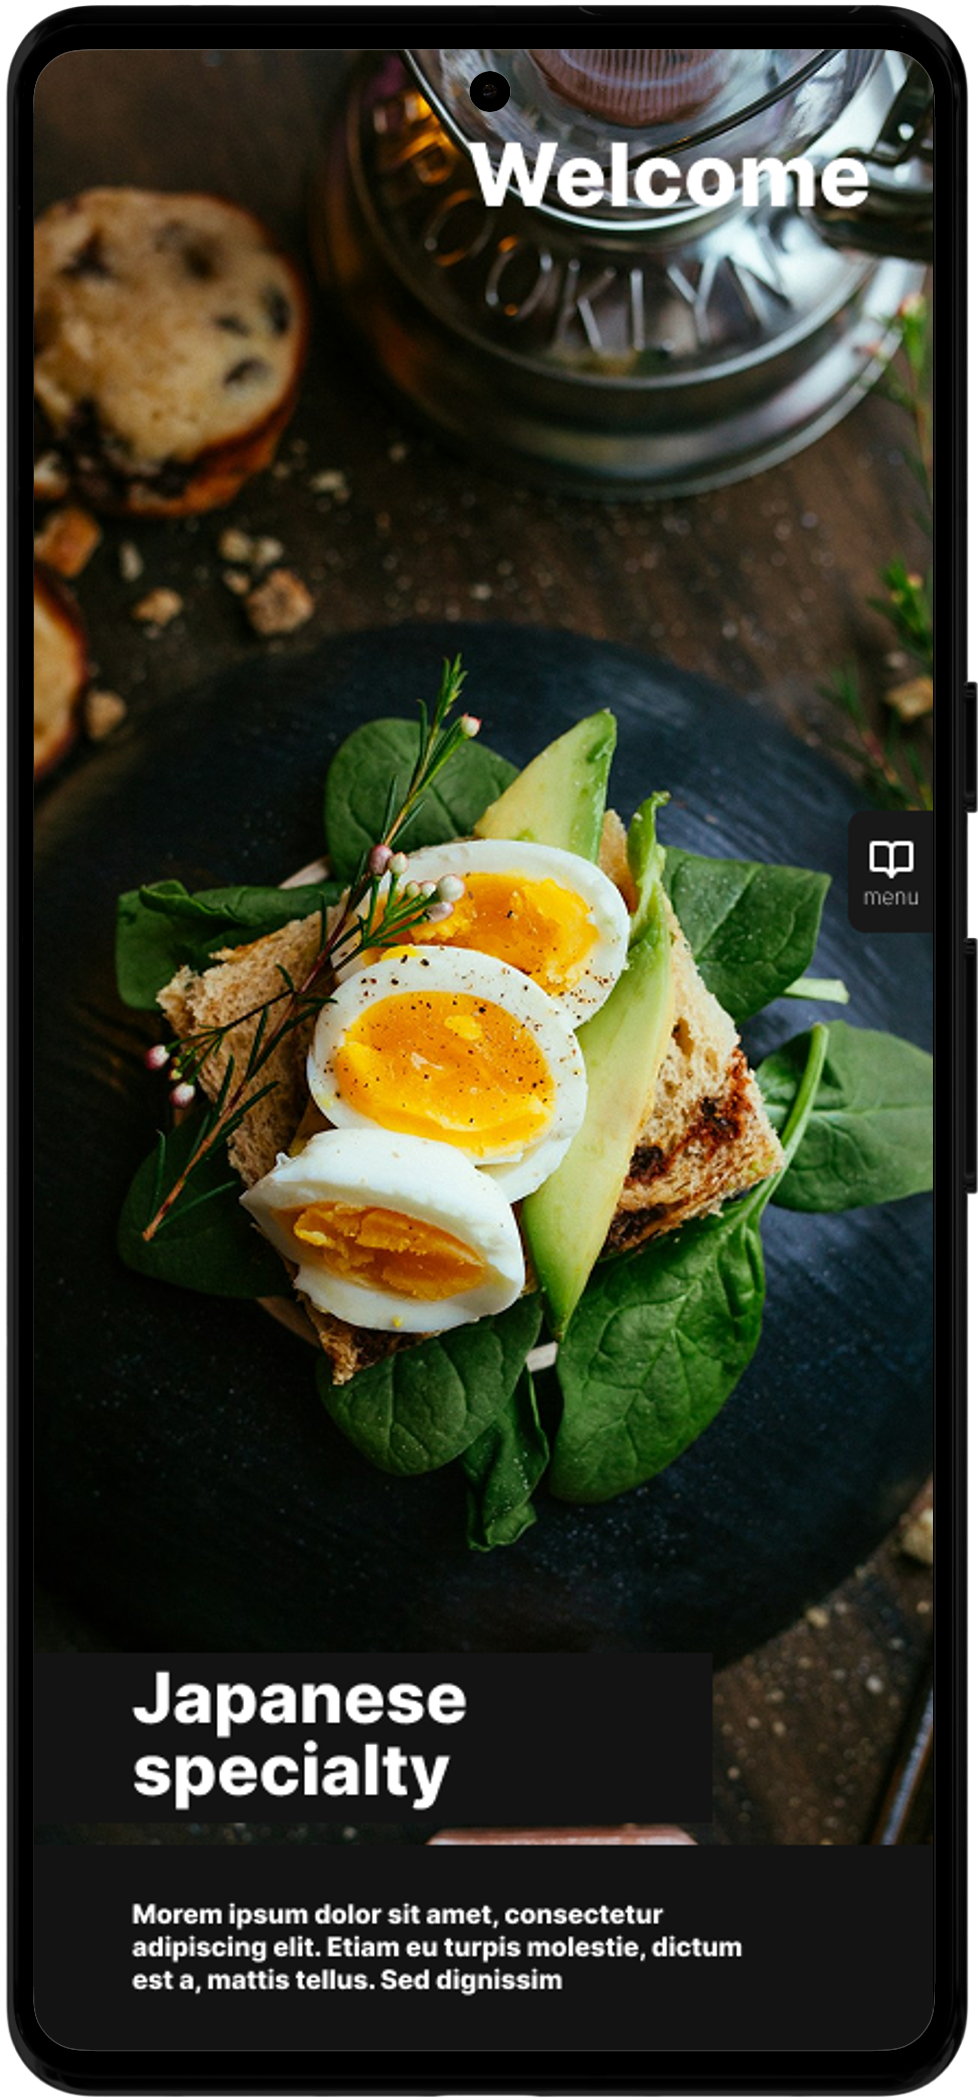 Welcome
menu
Japanese
specialty
Morem ipsum dolor sit amet, consectetur
adipiscing elit. Etiam eu turpis molestie, dictum
est a, mattis tellus. Sed dignissim